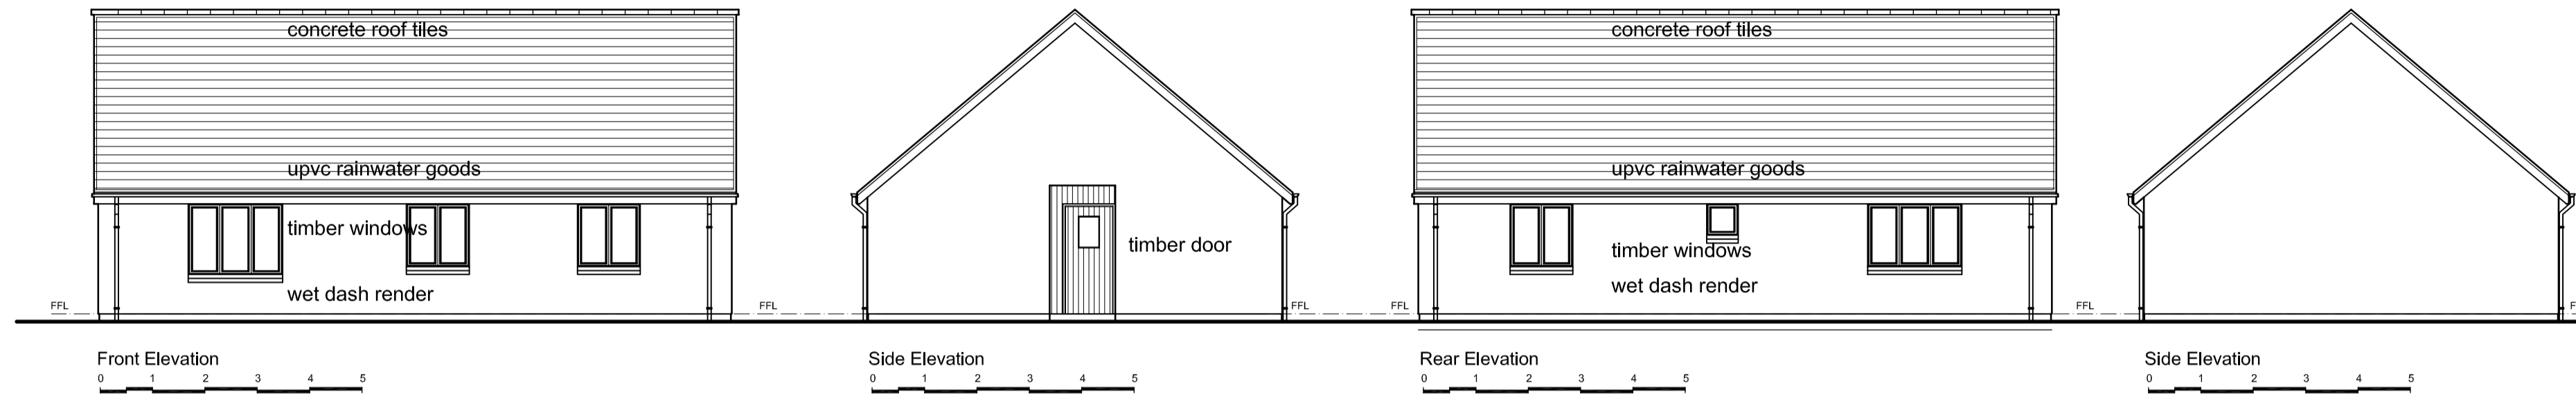 concrete roof tiles
upvc rainwater goods
timber windows
wet dash render
FFL
FFL
Front Elevation
0 1 2 3 4 5
timber door
FFL
Side Elevation
0 1 2 3 4 5
concrete roof tiles
upvc rainwater goods
timber windows
wet dash render
FFL
FFL
Rear Elevation
0 1 2 3 4 5
F
Side Elevation
0 1 2 3 4 5